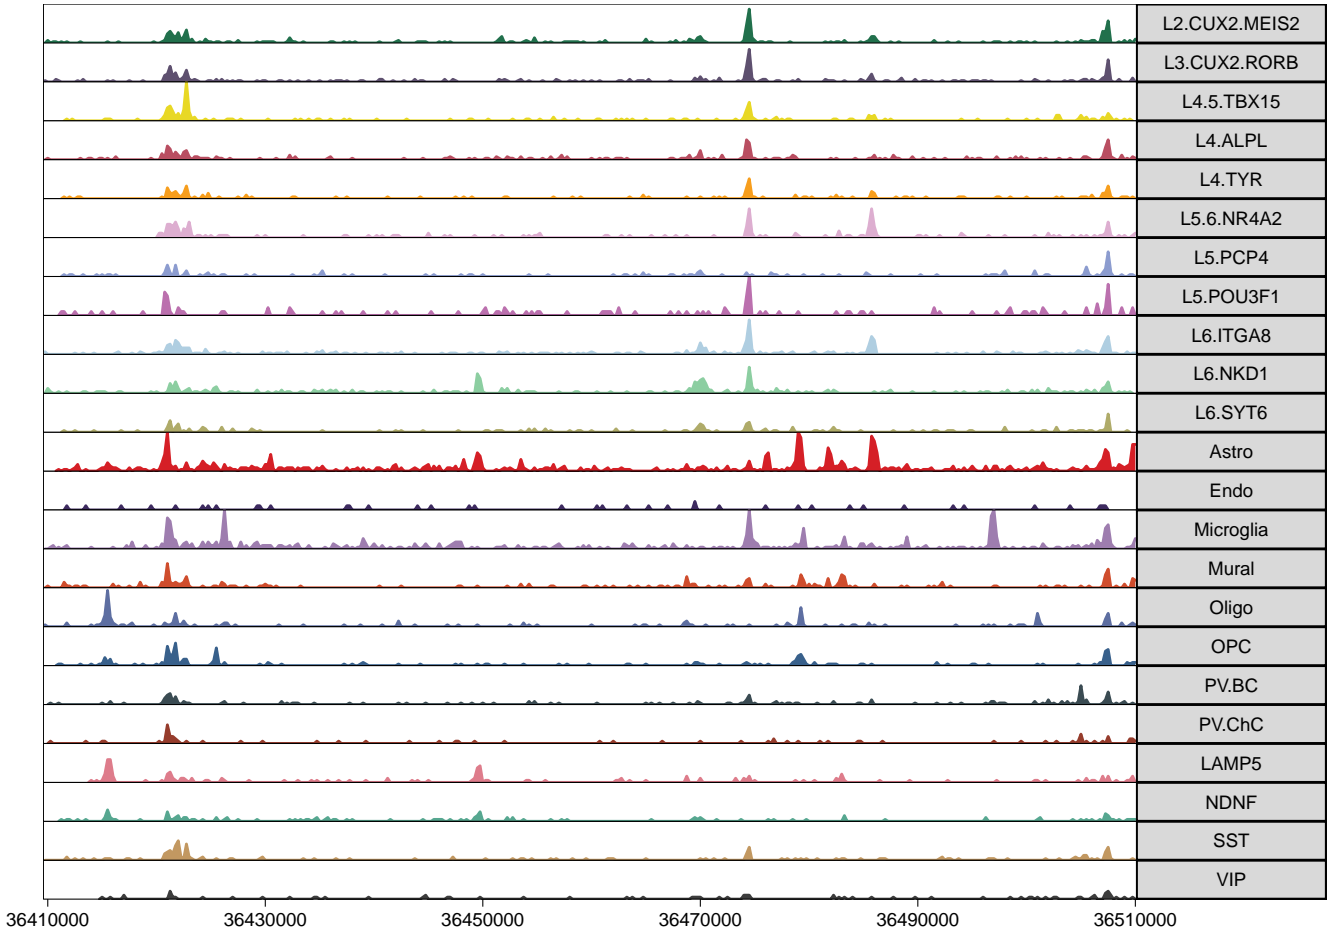 L2.CUX2.MEIS2
L3.CUX2.RORB
L4.5.TBX15
L4.ALPL
L4.TYR
L5.6.NR4A2
L5.PCP4
L5.POU3F1
L6.ITGA8
L6.NKD1
L6.SYT6
Astro
Endo
Microglia
Mural
Oligo
OPC
PV.BC
PV.ChC
LAMP5
NDNF
SST
VIP
36410000 36430000 36450000 36470000 36490000 36510000